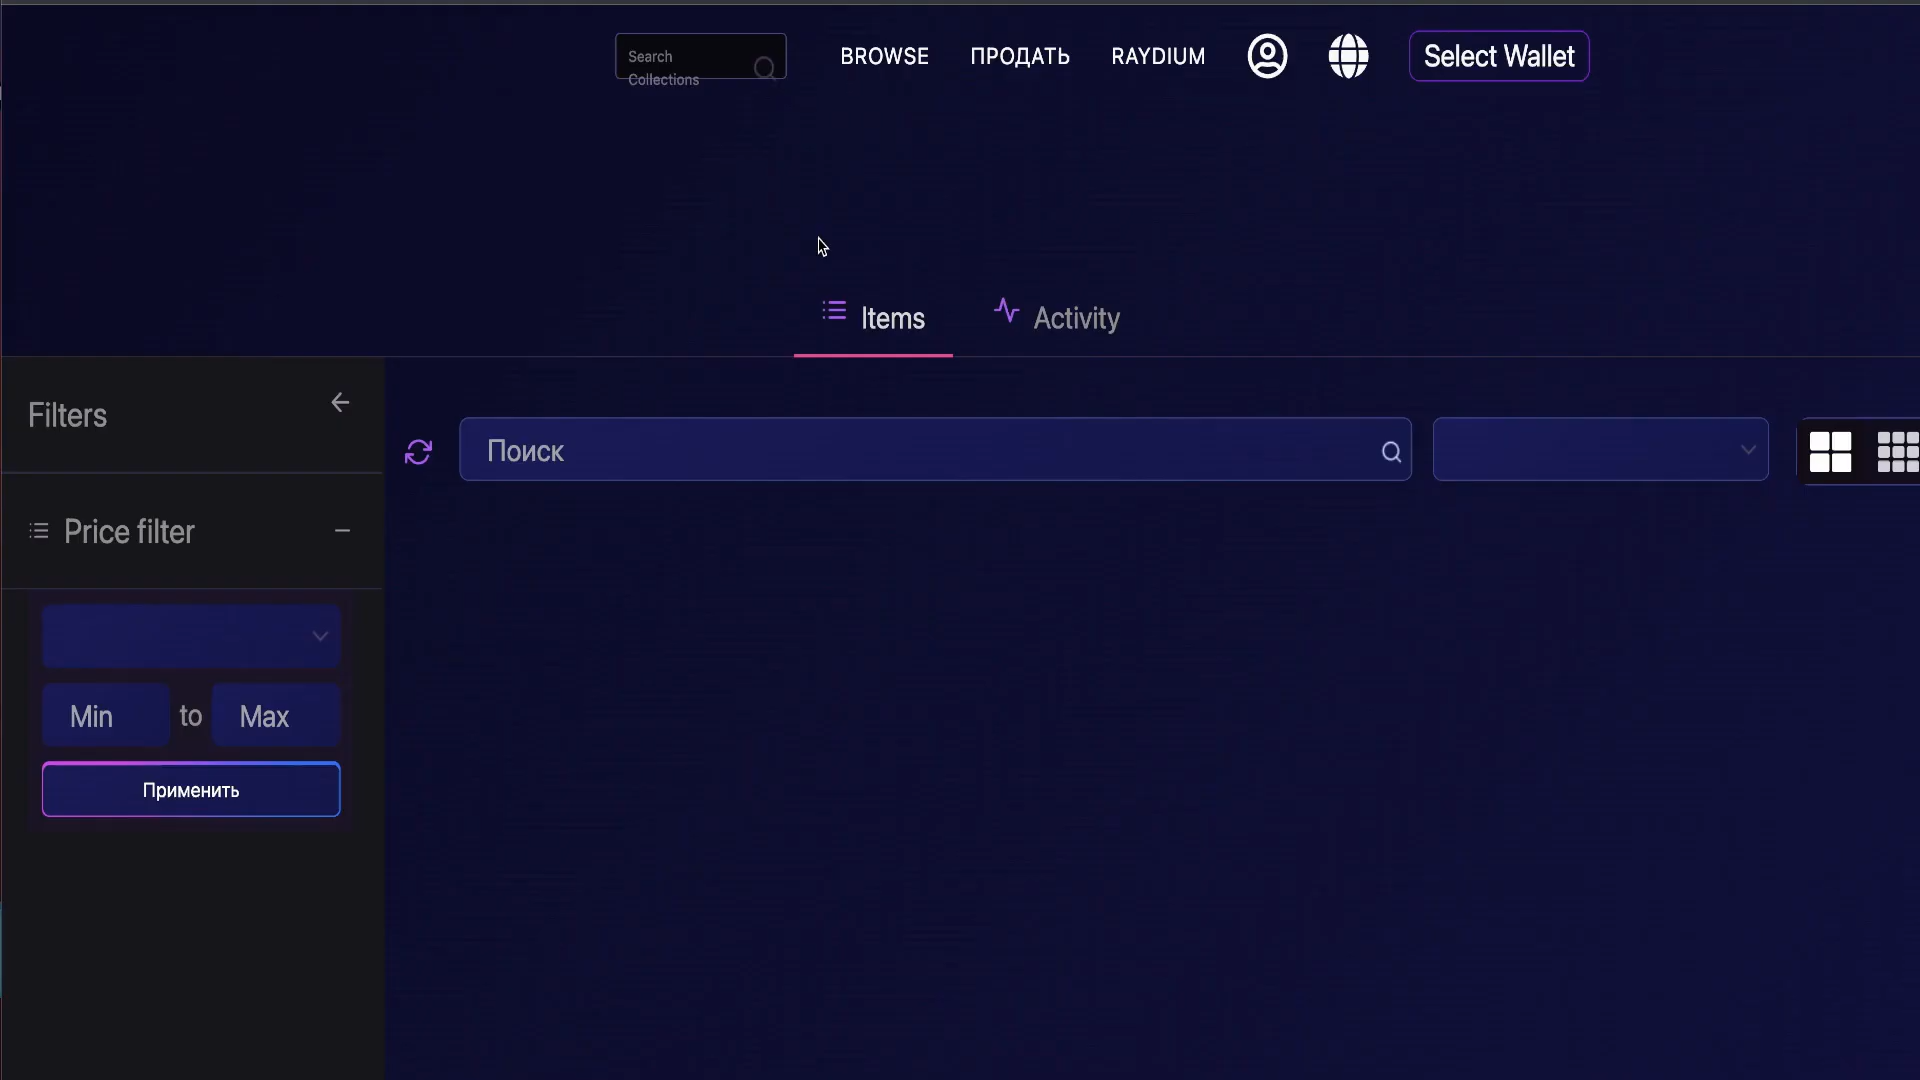 Search
Collections
BROWSE
ПРОДАТЬ
RAYDIUM
Select Wallet
Items
Activity
Filters
Поиск
Price filter
Min to Max
Применить